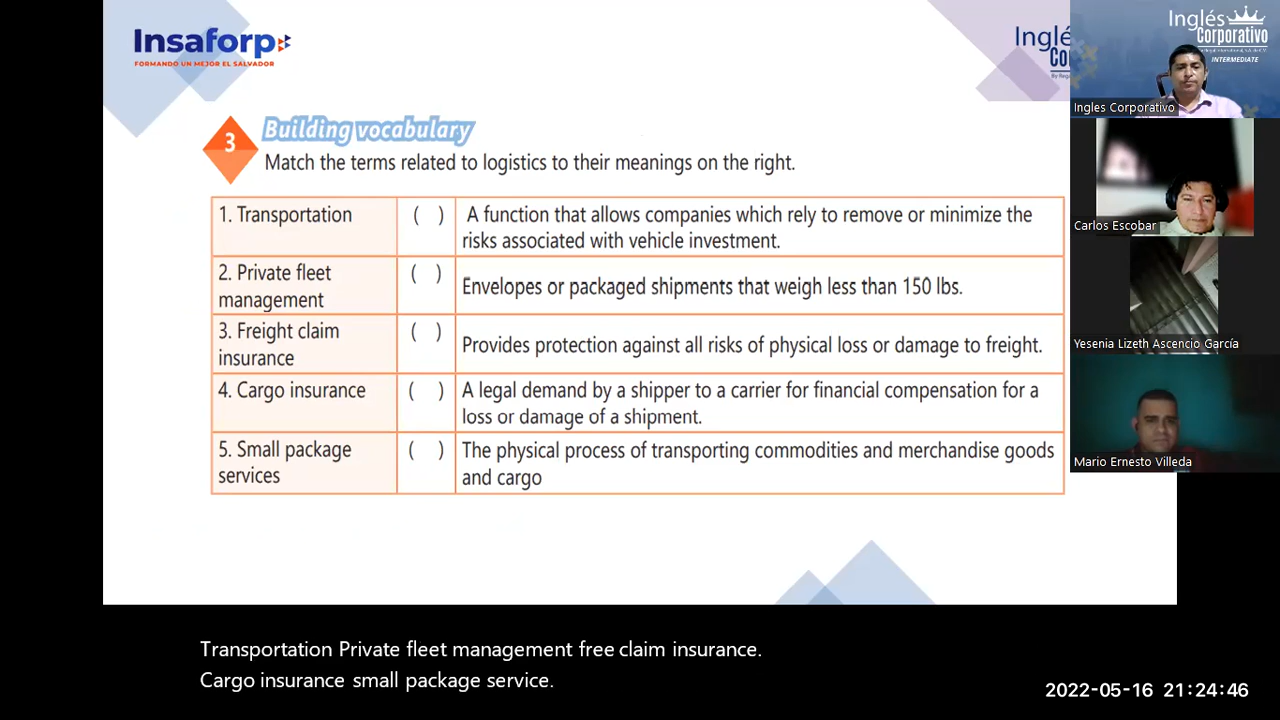 Insaforp
FORMANDO UN MEJOR EL SALVADOR
Inglés
Corporativo
INTERMEDIATE
Ingles Corporativo
3
Building vocabulary
Match the terms related to logistics to their meanings on the right.
1. Transportation ( ) A function that allows companies which rely to remove or minimize the
risks associated with vehicle investment.
2. Private fleet
management ( ) Envelopes or packaged shipments that weigh less than 150 lbs.
3. Freight claim
insurance ( ) Provides protection against all risks of physical loss or damage to freight.
4. Cargo insurance ( ) A legal demand by a shipper to a carrier for financial compensation for a
loss or damage of a shipment.
5. Small package
services ( ) The physical process of transporting commodities and merchandise goods
and cargo
Carlos Escobar
Yesenia Lizeth Ascencio García
Mario Ernesto Villeda
Transportation Private fleet management free claim insurance.
Cargo insurance small package service.
2022-05-16 21:24:46